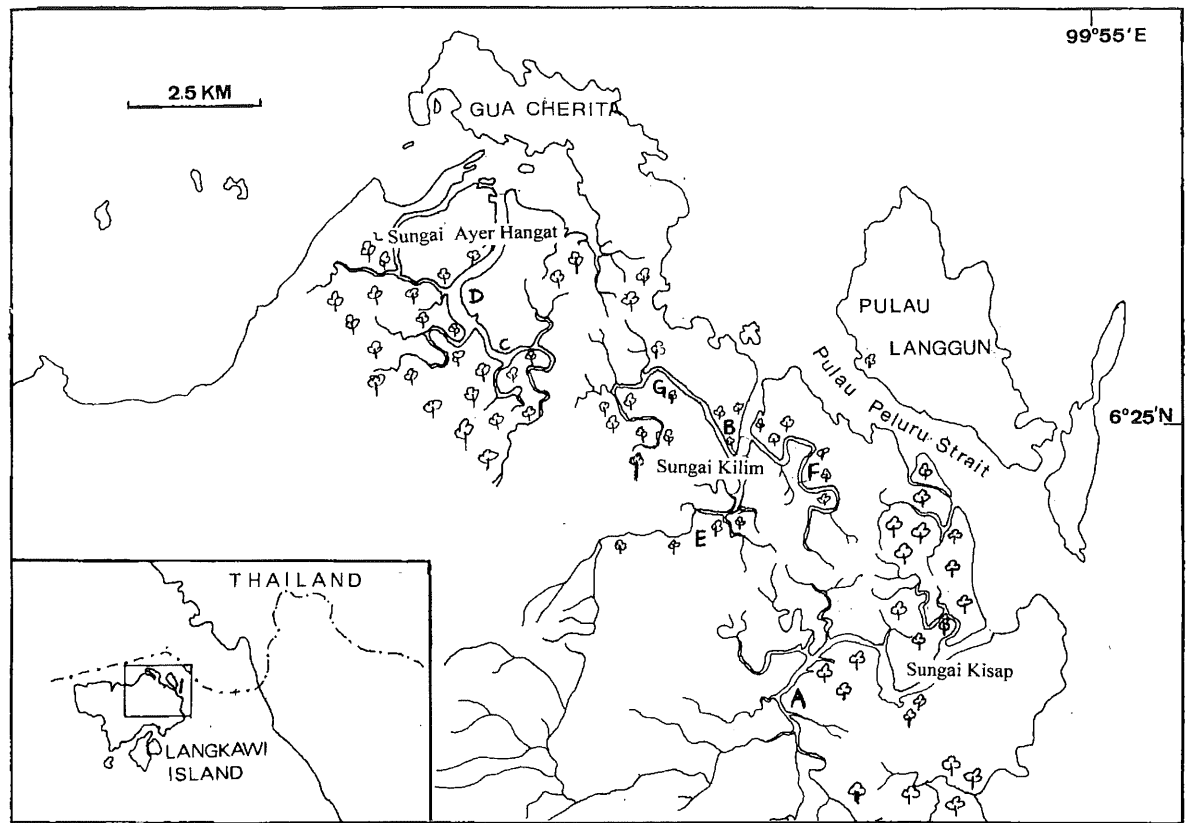 99°55'E
2.5 KM
GUA CHERITA
Sungai Ayer Hangat
D
C
PULAU
LANGGUN
Pulau Peluru Strait
6°25'N
G
B
Sungai Kilim
F
E
Sungai Kisap
A
THAILAND
LANGKAWI
ISLAND